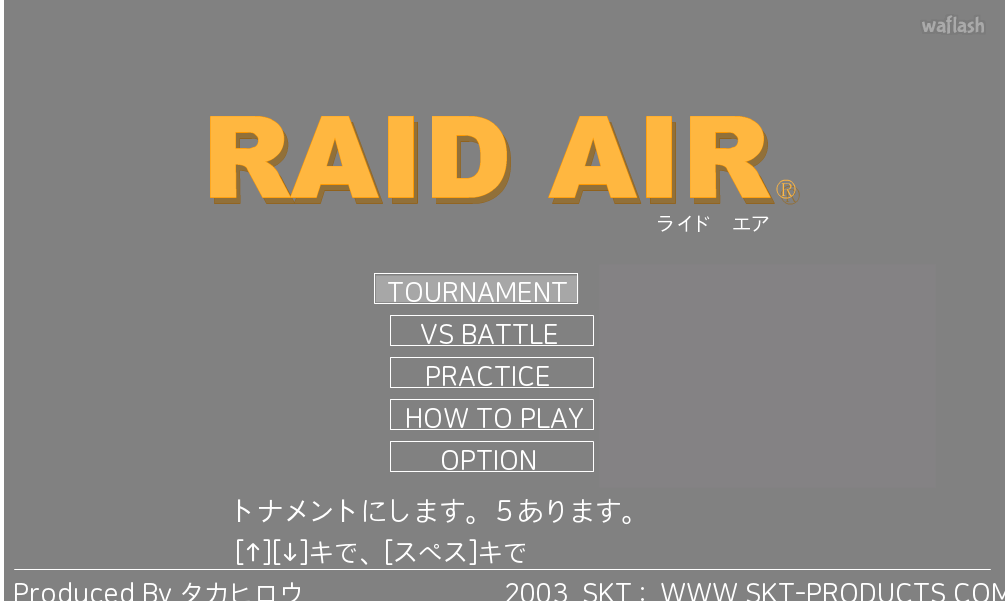 waflash
RAID AIR®
ライド エア
TOURNAMENT
VS BATTLE
PRACTICE
HOW TO PLAY
OPTION
トナメントにします。5あります。
[↑][↓]キで、[スペス]キで
Produced By タカヒロウ
2003 SKT : WWW.SKT-PRODUCTS.COM